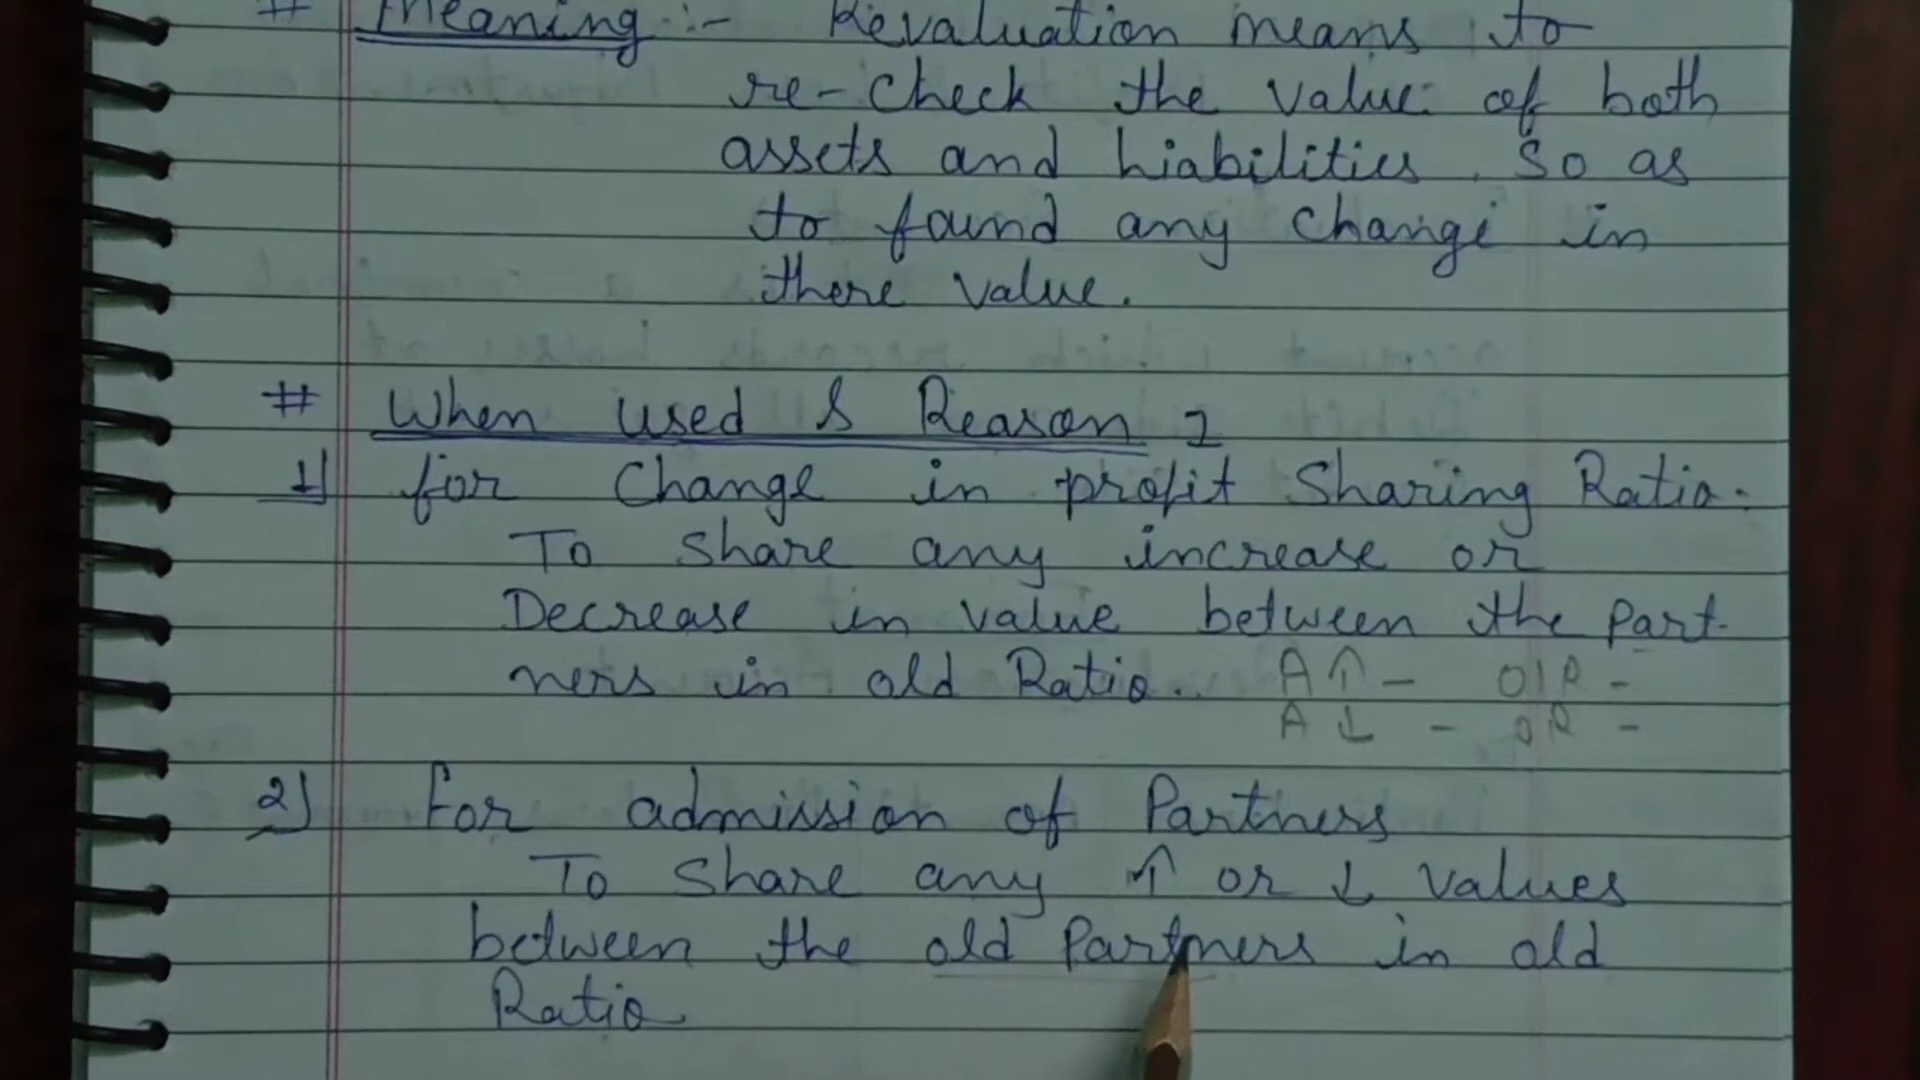 # Meaning :- Revaluation means to
re-check the value of both
assets and Liabilities. So as
to found any change in
there value.
# When used & Reason
1) for Change in profit Sharing Ratio.
To share any increase or
Decrease in value between the Part-
ners in old Ratio. A↑ - OIR -
A ↓ - OR -
2) For admission of Partners
To Share any ↑ or ↓ values
between the old Partners in old
Ratio